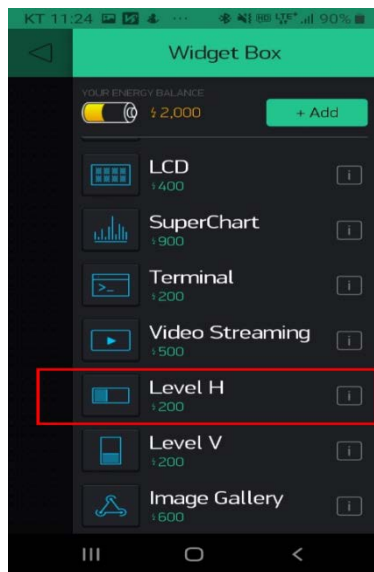 KT 11:24 90%
Widget Box
YOUR ENERGY BALANCE
2,000
+ Add
LCD
400
SuperChart
900
Terminal
200
Video Streaming
500
Level H
200
Level V
200
Image Gallery
600